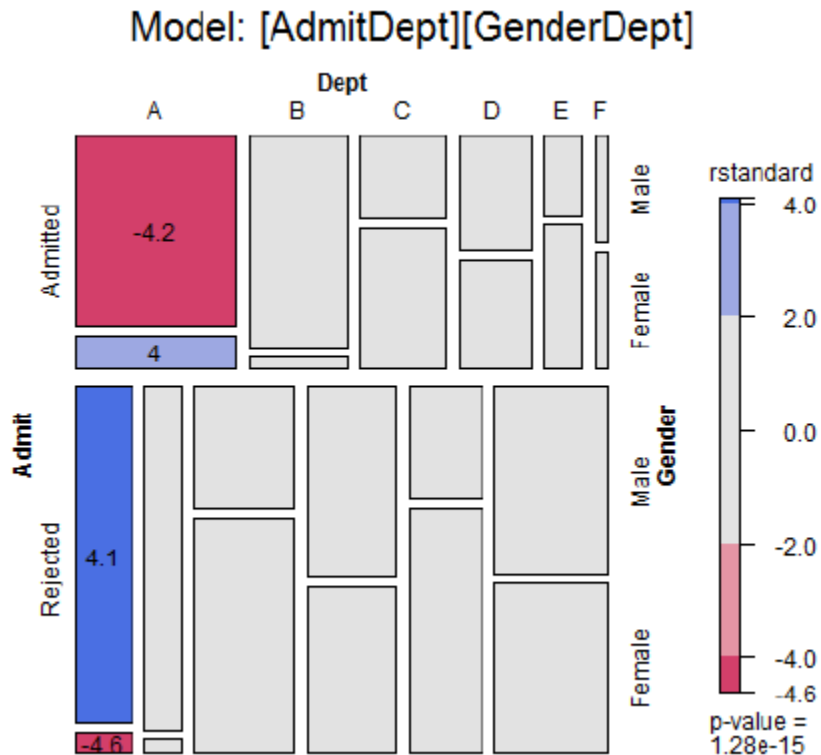 Model: [AdmitDept][GenderDept]
Dept
A B C D E F
Admitted
-4.2
4
Male
Female
Admit
Rejected
4.1
-4.6
Male
Female
Gender
rstandard
4.0
2.0
0.0
-2.0
-4.0
-4.6
p-value =
1.28e-15